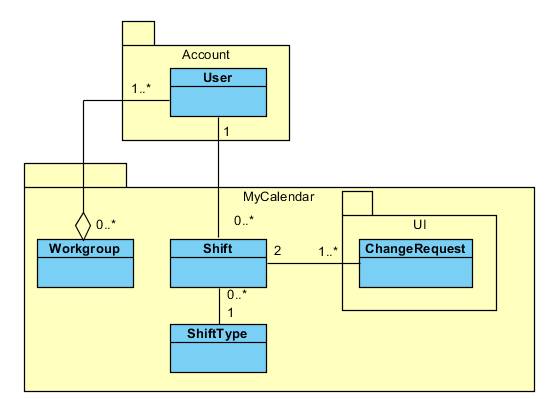 Account
User
1..*
1
MyCalendar
0..*
0..*
UI
Workgroup
Shift
2
1..*
ChangeRequest
0..*
1
ShiftType